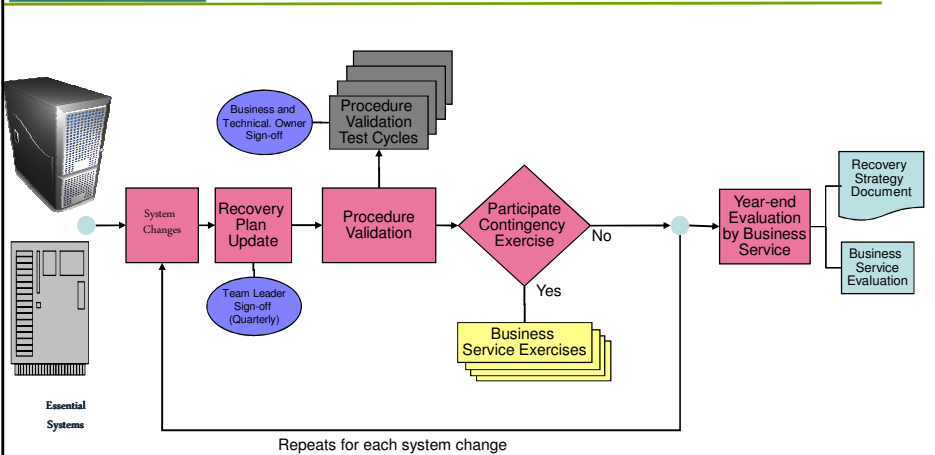 Business and
Technical. Owner
Sign-off
Procedure
Validation
Test Cycles
System
Changes
Recovery
Plan
Update
Procedure
Validation
Participate
Contingency
Exercise
No
Yes
Year-end
Evaluation
by Business
Service
Recovery
Strategy
Document
Business
Service
Evaluation
Team Leader
Sign-off
(Quarterly)
Business
Service Exercises
Essential
Systems
Repeats for each system change